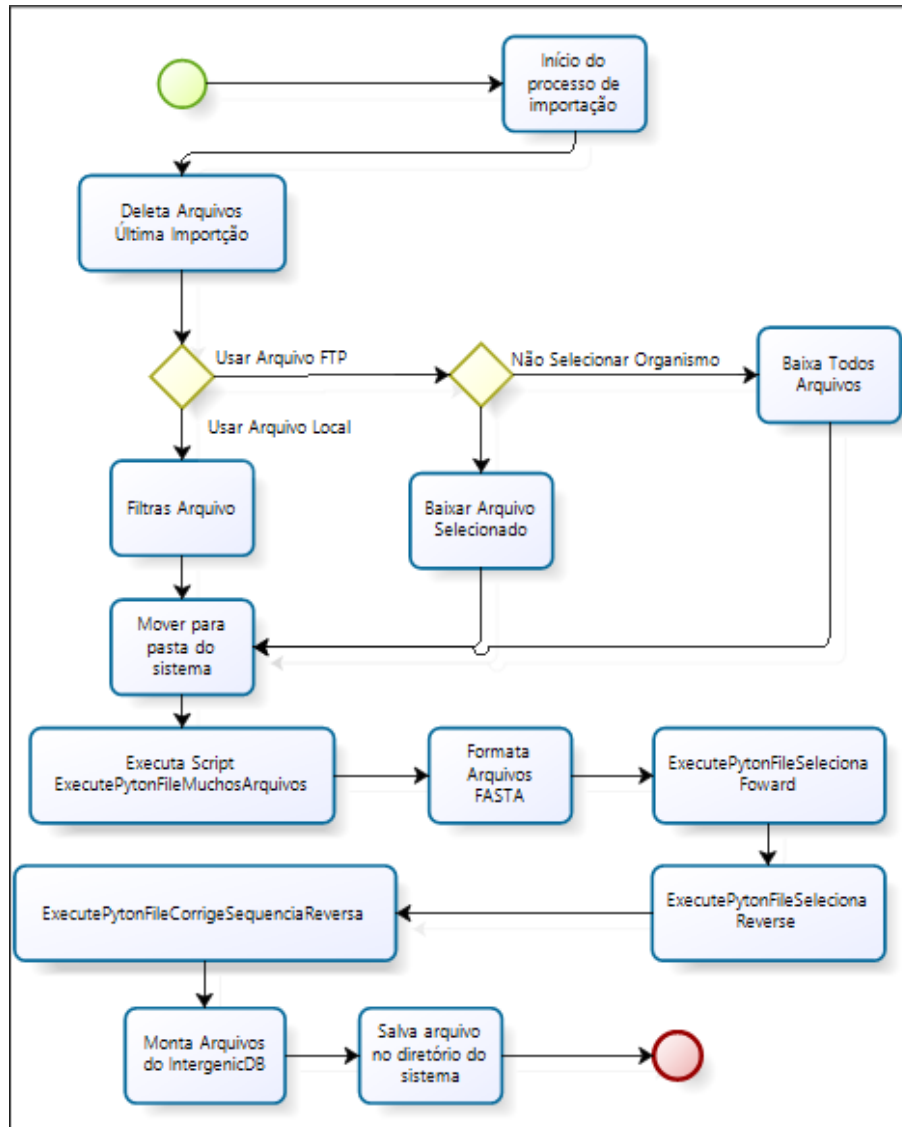 Início do
processo de
importação
Deleta Arquivos
Última Importção
Usar Arquivo FTP
Não Selecionar Organismo
Baixa Todos
Arquivos
Usar Arquivo Local
Filtras Arquivo
Baixar Arquivo
Selecionado
Mover para
pasta do
sistema
Executa Script
ExecutePytonFileMuchosArquivos
Formata
Arquivos
FASTA
ExecutePytonFileSeleciona
Foward
ExecutePytonFileCorrigeSequenciaReversa
ExecutePytonFileSeleciona
Reverse
Monta Arquivos
do IntergenicDB
Salva arquivo
no diretório do
sistema